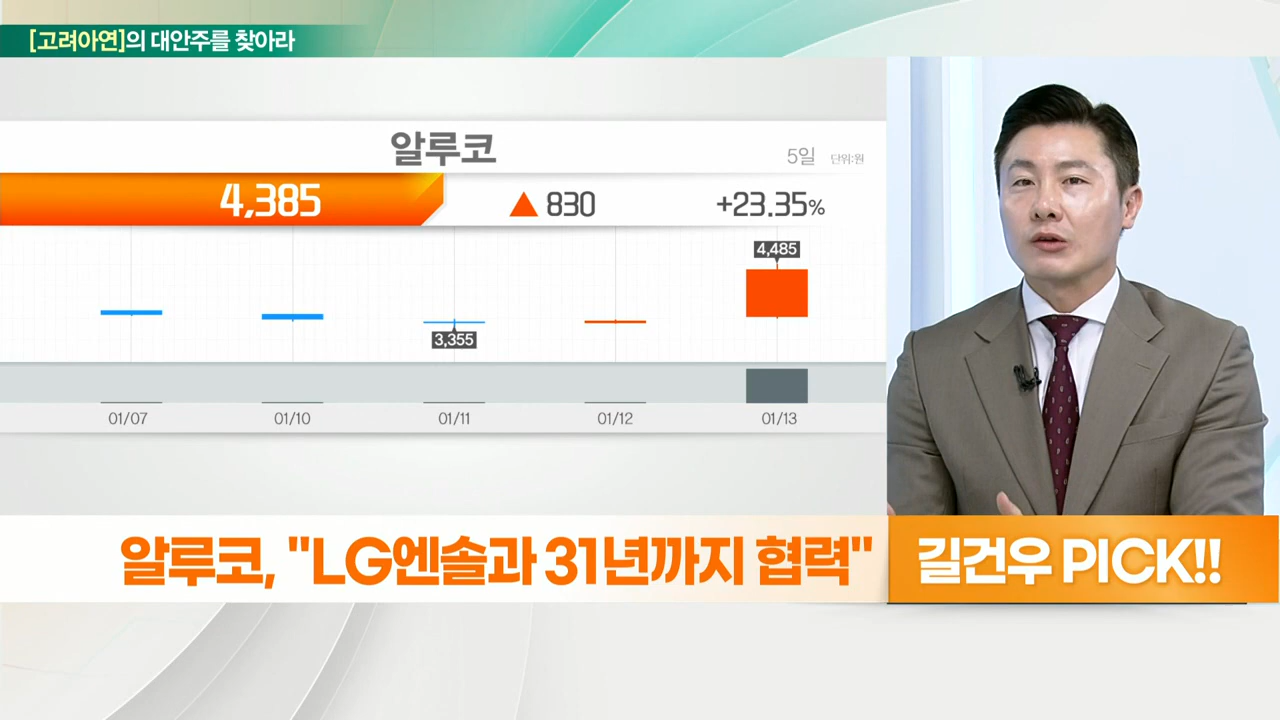 [고려아연]의 대안주를 찾아라
알루코
5일 단위:원
4,385 ▲ 830 +23.35%
4,485
3,355
01/07 01/10 01/11 01/12 01/13
알루코, "LG엔솔과 31년까지 협력"
길건우 PICK!!